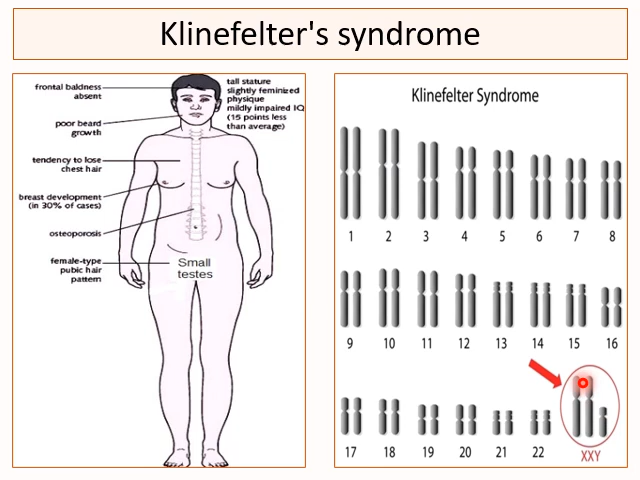 Klinefelter's syndrome
frontal baldness
absent
poor beard
growth
tendency to lose
chest hair
breast development
(in 30% of cases)
osteoporosis
female-type
pubic hair
pattern
tall stature
slightly feminized
physique
mildly impaired IQ
(15 points less
than average)
Small
testes
Klinefelter Syndrome
1 2 3 4 5 6 7 8
9 10 11 12 13 14 15 16
17 18 19 20 21 22
XXY